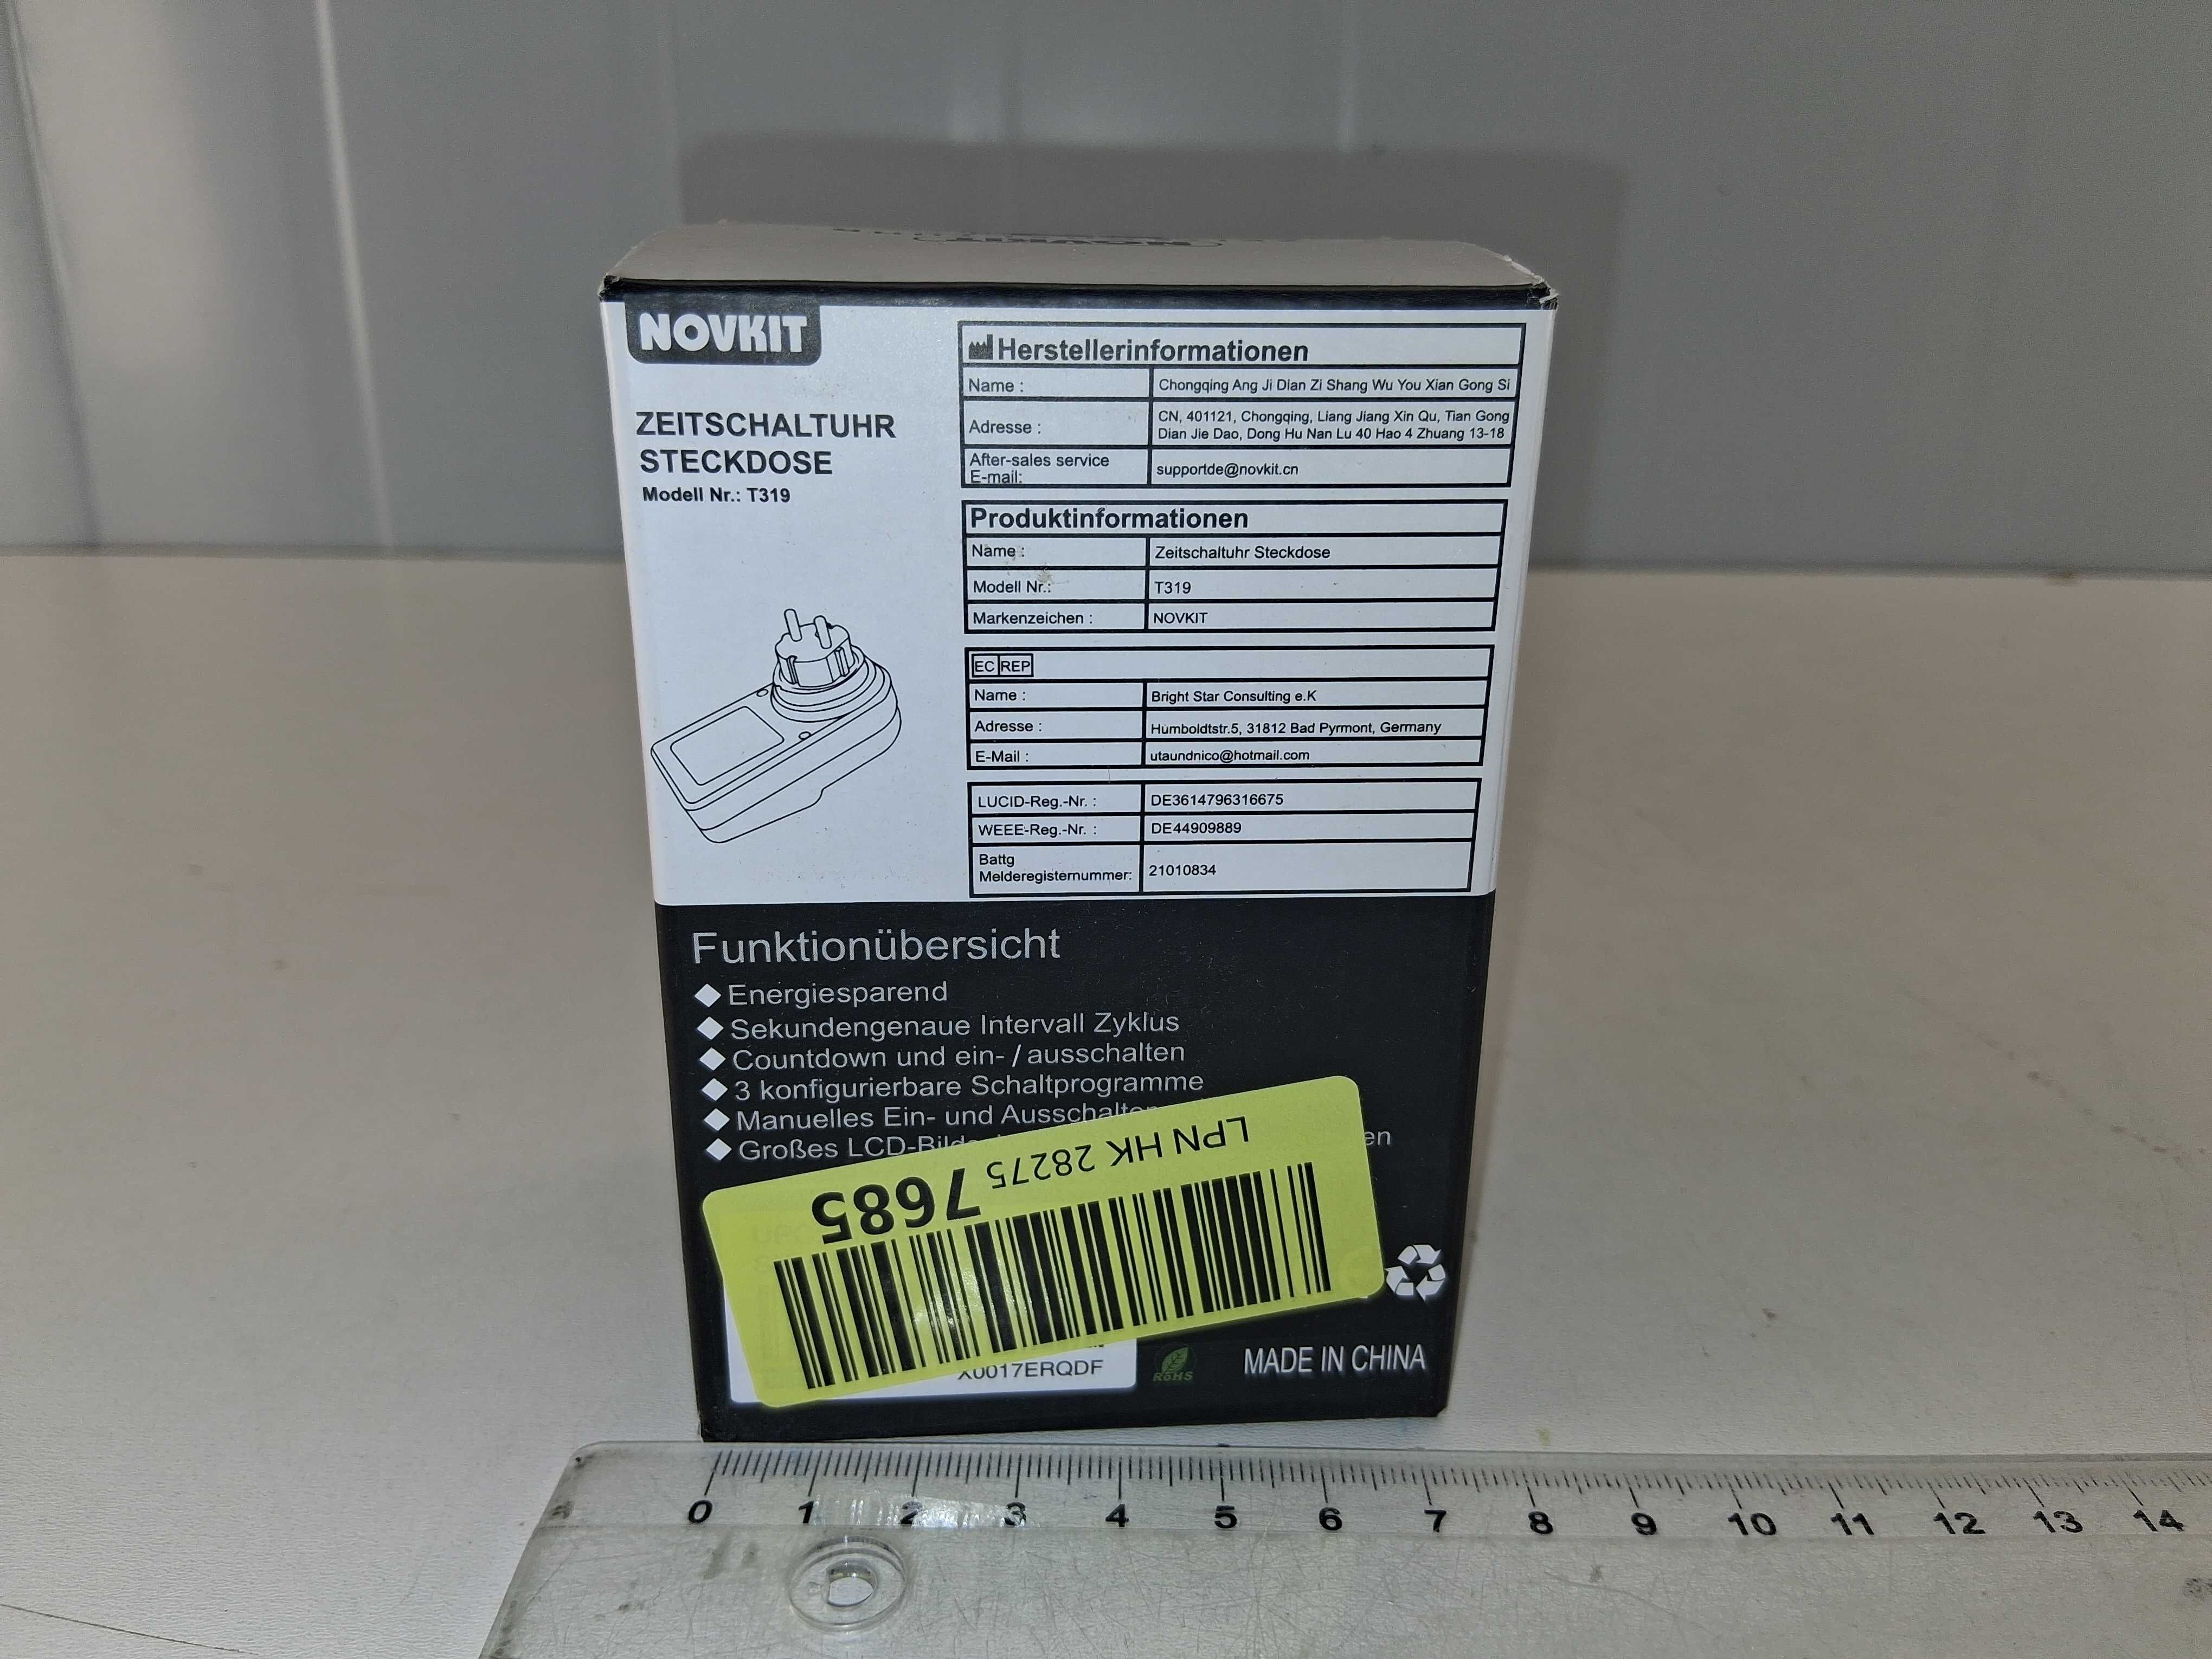 NOVKIT
ZEITSCHALTUHR
STECKDOSE
Modell Nr.: T319
Herstellerinformationen
Name : Chongqing Ang Ji Dian Zi Shang Wu You Xian Gong Si
Adresse : CN, 401121, Chongqing, Liang Jiang Xin Qu, Tian Gong
Dian Jie Dao, Dong Hu Nan Lu 40 Hao 4 Zhuang 13-18
After-sales service
E-mail: supportde@novkit.cn
Produktinformationen
Name : Zeitschaltuhr Steckdose
Modell Nr.: T319
Markenzeichen : NOVKIT
EC REP
Name : Bright Star Consulting e.K
Adresse : Humboldtstr.5, 31812 Bad Pyrmont, Germany
E-Mail : utaundnico@hotmail.com
LUCID-Reg.-Nr. : DE3614796316675
WEEE-Reg.-Nr. : DE44909889
Battg
Melderegisternummer: 21010834
Funktionübersicht
Energiesparend
Sekundengenaue Intervall Zyklus
Countdown und ein- / ausschalten
3 konfigurierbare Schaltprogramme
Manuelles Ein- und
Großes
LPN HK 28275 7685
X0017ERQDF
RoHS
MADE IN CHINA
0 1 2 3 4 5 6 7 8 9 10 11 12 13 14